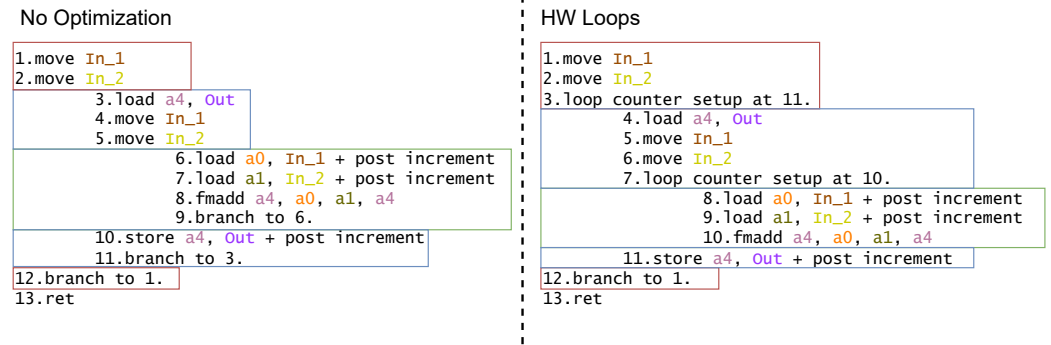 No Optimization
1.move In_1
2.move In_2
3.load a4, Out
4.move In_1
5.move In_2
6.load a0, In_1 + post increment
7.load a1, In_2 + post increment
8.fmadd a4, a0, a1, a4
9.branch to 6.
10.store a4, Out + post increment
11.branch to 3.
12.branch to 1.
13.ret
HW Loops
1.move In_1
2.move In_2
3.loop counter setup at 11.
4.load a4, Out
5.move In_1
6.move In_2
7.loop counter setup at 10.
8.load a0, In_1 + post increment
9.load a1, In_2 + post increment
10.fmadd a4, a0, a1, a4
11.store a4, Out + post increment
12.branch to 1.
13.ret